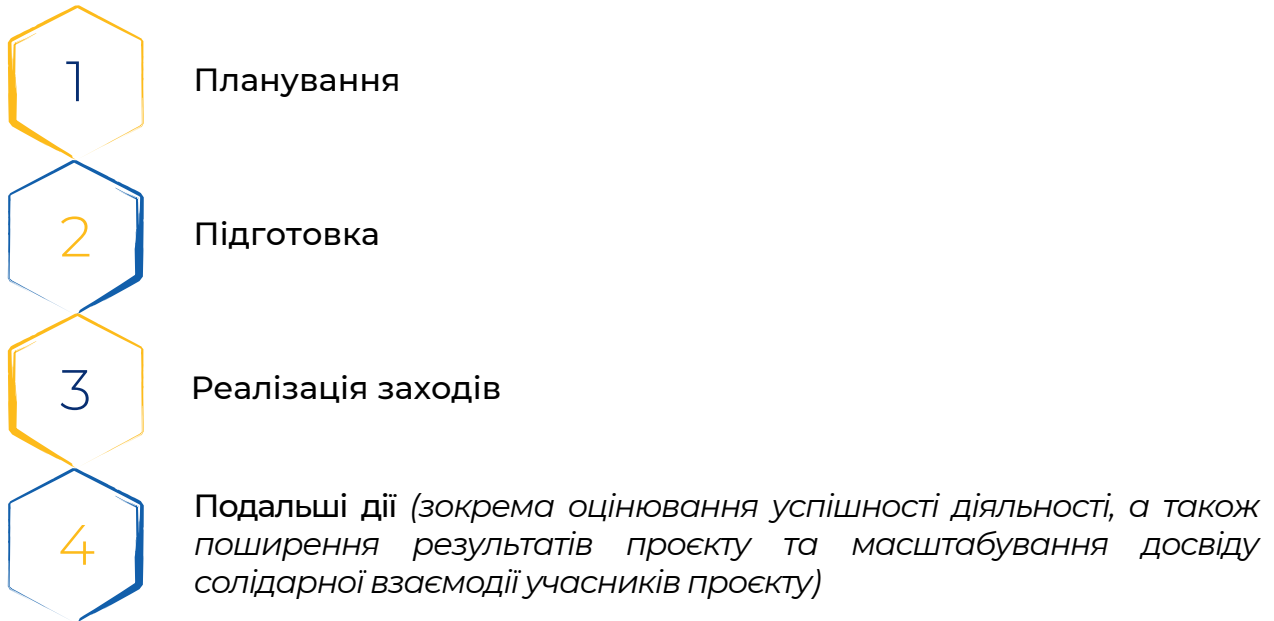 1
Планування
2
Підготовка
3
Реалізація заходів
4
Подальші дії (зокрема оцінювання успішності діяльності, а також
поширення результатів проєкту та масштабування досвіду
солідарної взаємодії учасників проєкту)